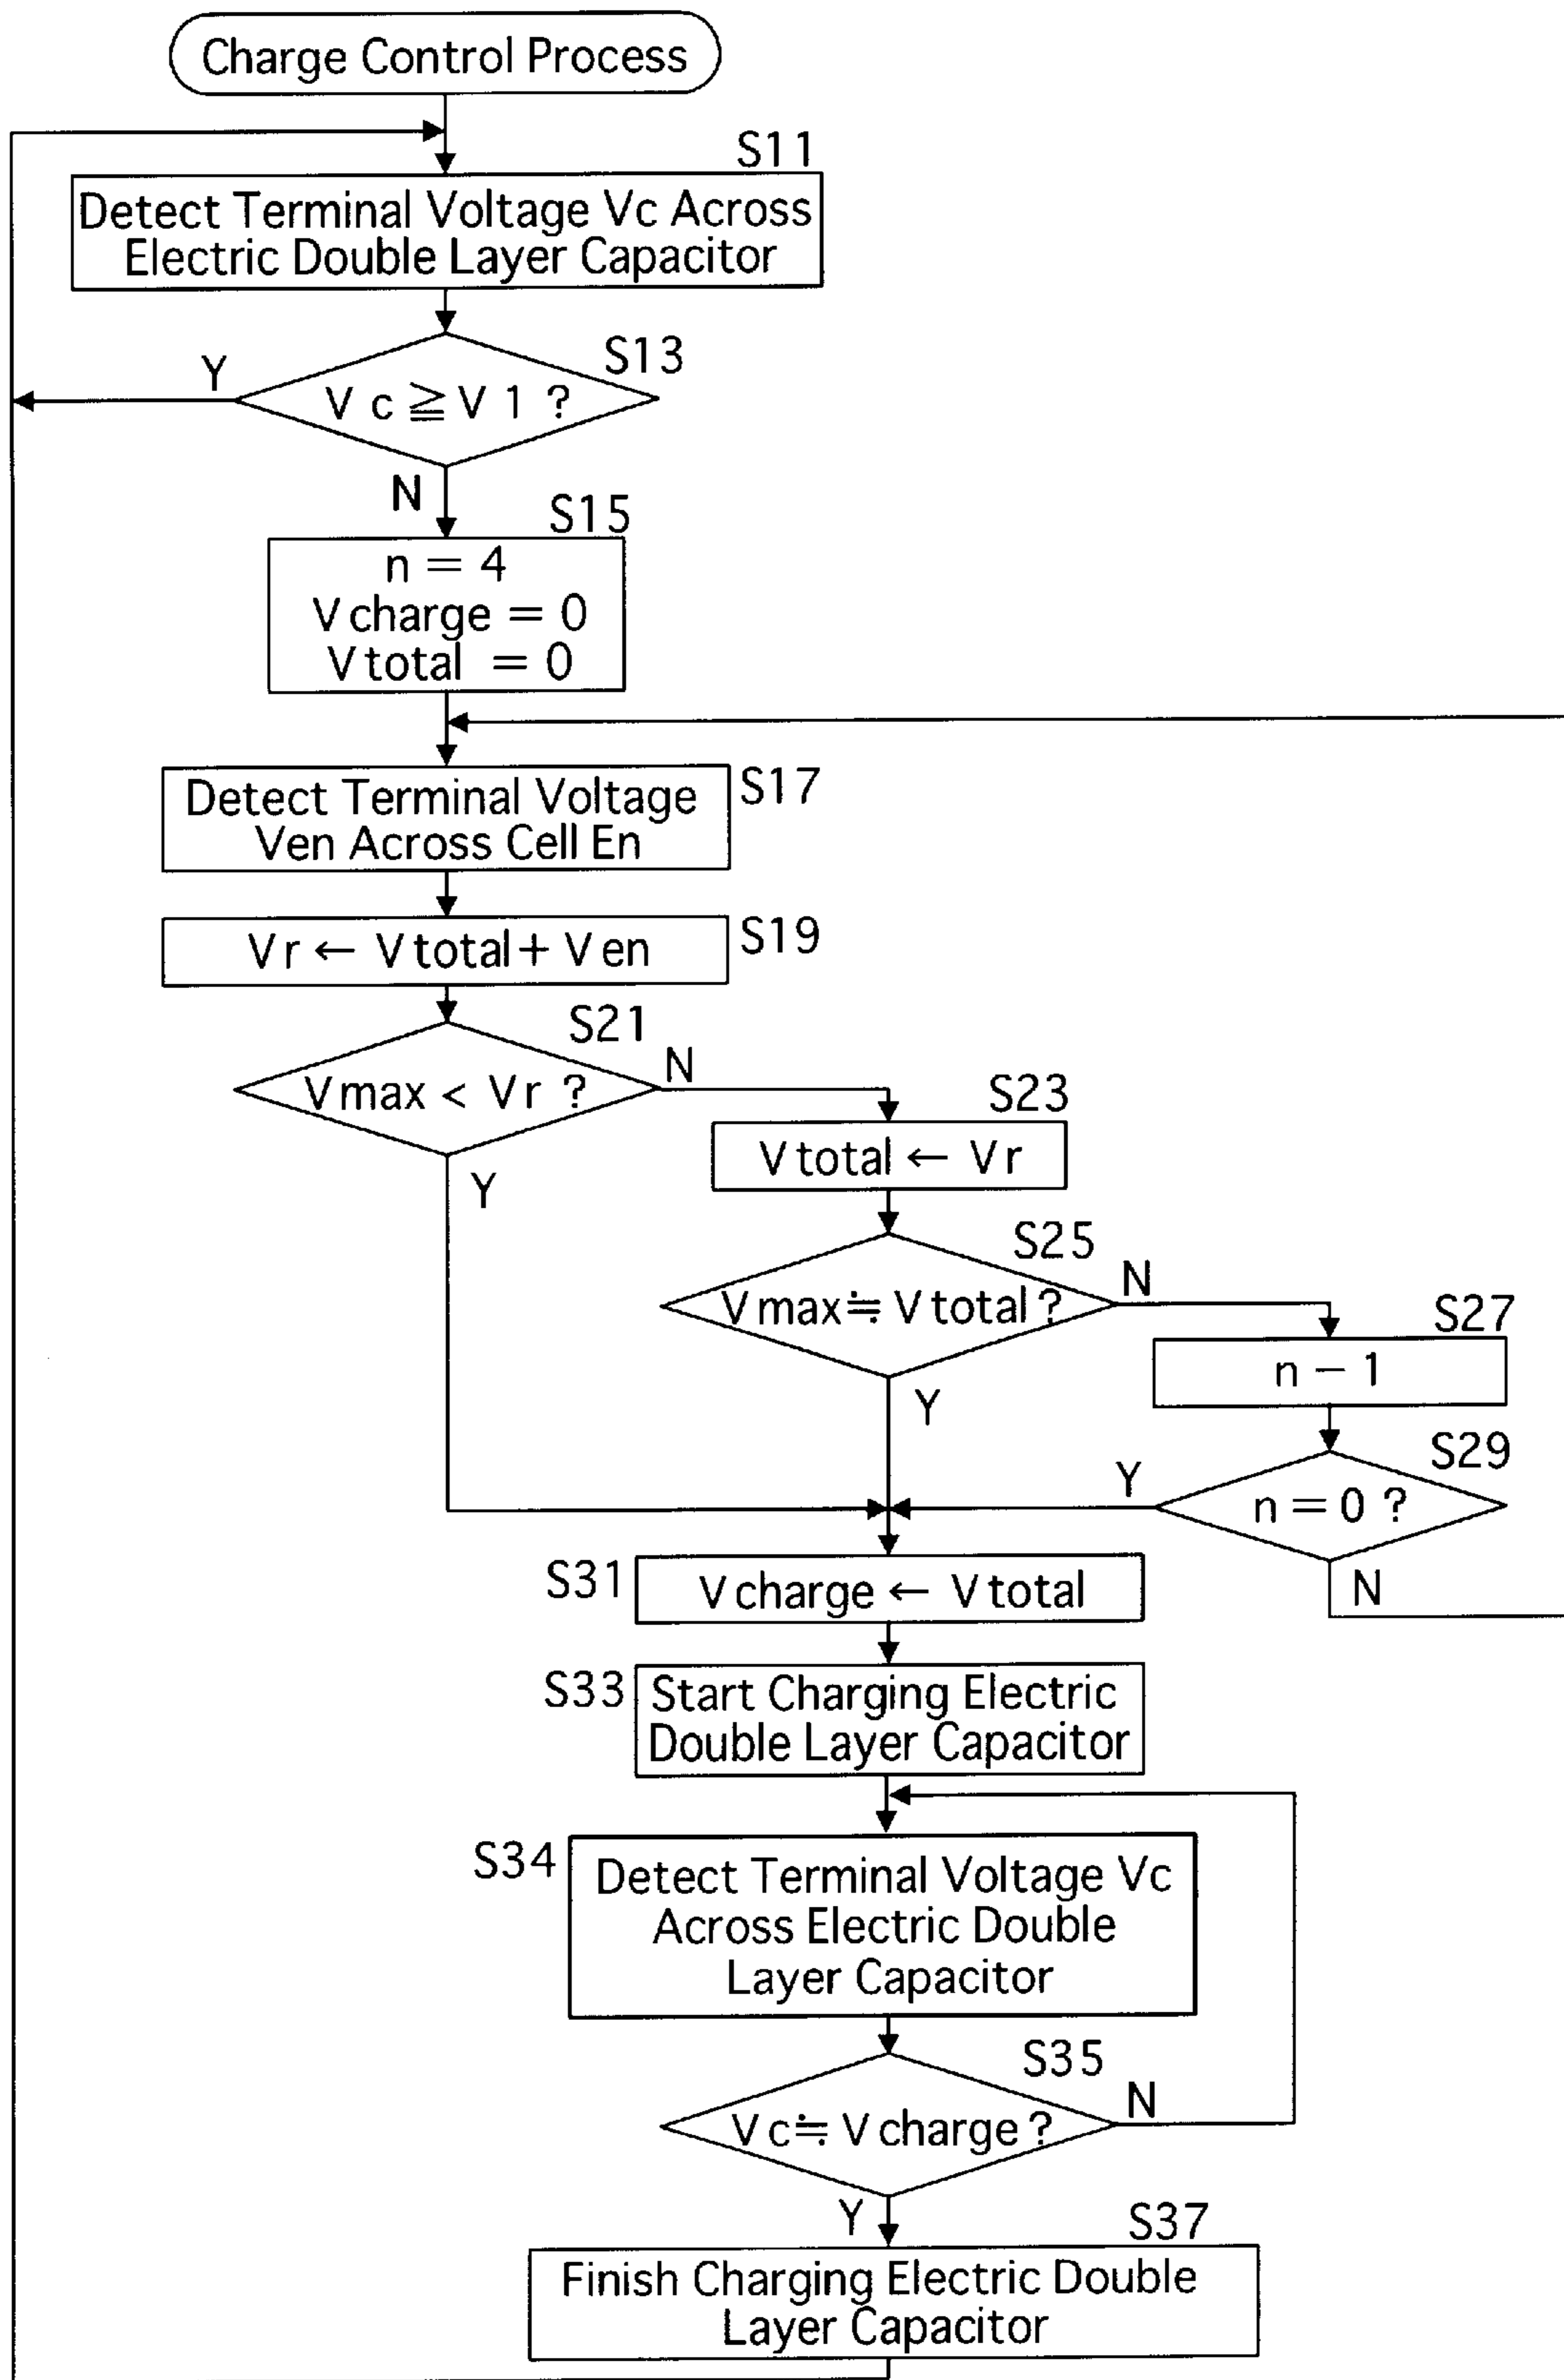 Charge Control Process
S11
Detect Terminal Voltage Vc Across
Electric Double Layer Capacitor
S13
Y
Vc ≧ V1 ?
N
S15
n = 4
Vcharge = 0
Vtotal = 0
S17
Detect Terminal Voltage
Ven Across Cell En
S19
Vr ← Vtotal + Ven
S21
Vmax < Vr ?
N
Y
S23
Vtotal ← Vr
S25
Vmax ≒ Vtotal ?
N
Y
S27
n − 1
S29
Y
n = 0 ?
N
S31
Vcharge ← Vtotal
S33
Start Charging Electric
Double Layer Capacitor
S34
Detect Terminal Voltage Vc
Across Electric Double
Layer Capacitor
S35
Vc ≒ Vcharge ?
N
Y
S37
Finish Charging Electric Double
Layer Capacitor